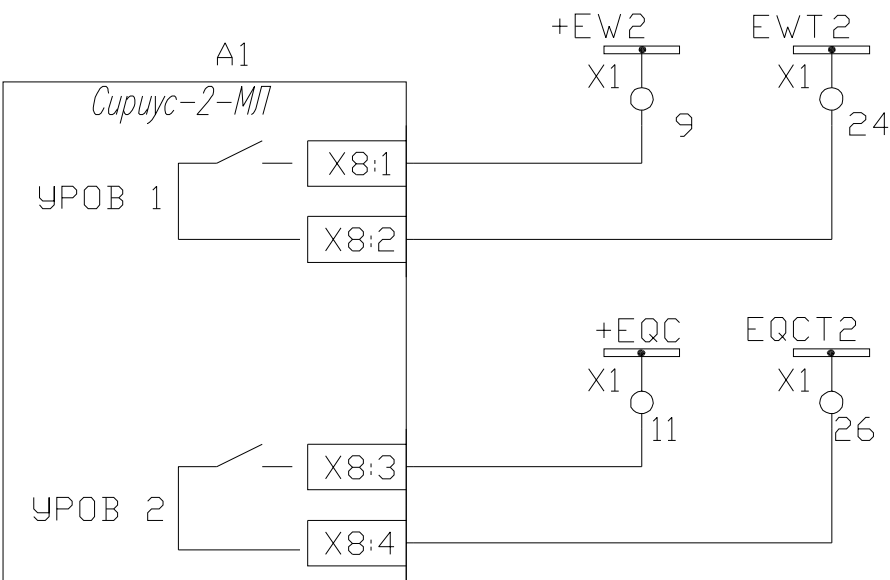 +EW2 EWT2
A1
X1 X1
Сириус-2-МЛ
9 24
X8:1
УРОВ 1
X8:2
+EQC EQCT2
X1 X1
11 26
X8:3
УРОВ 2
X8:4